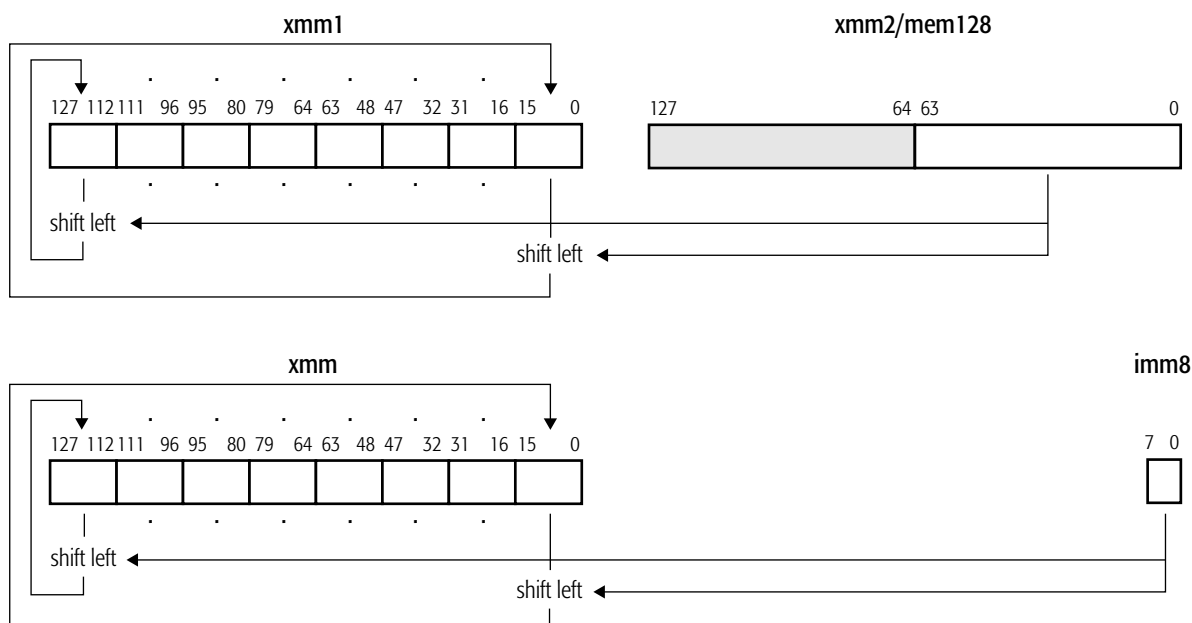 xmm1 xmm2/mem128
. . . . . .
127 112 111 96 95 80 79 64 63 48 47 32 31 16 15 0 127 64 63 0
. . . . . .
shift left
shift left
xmm imm8
. . . . . .
127 112 111 96 95 80 79 64 63 48 47 32 31 16 15 0 7 0
. . . . . .
shift left
shift left